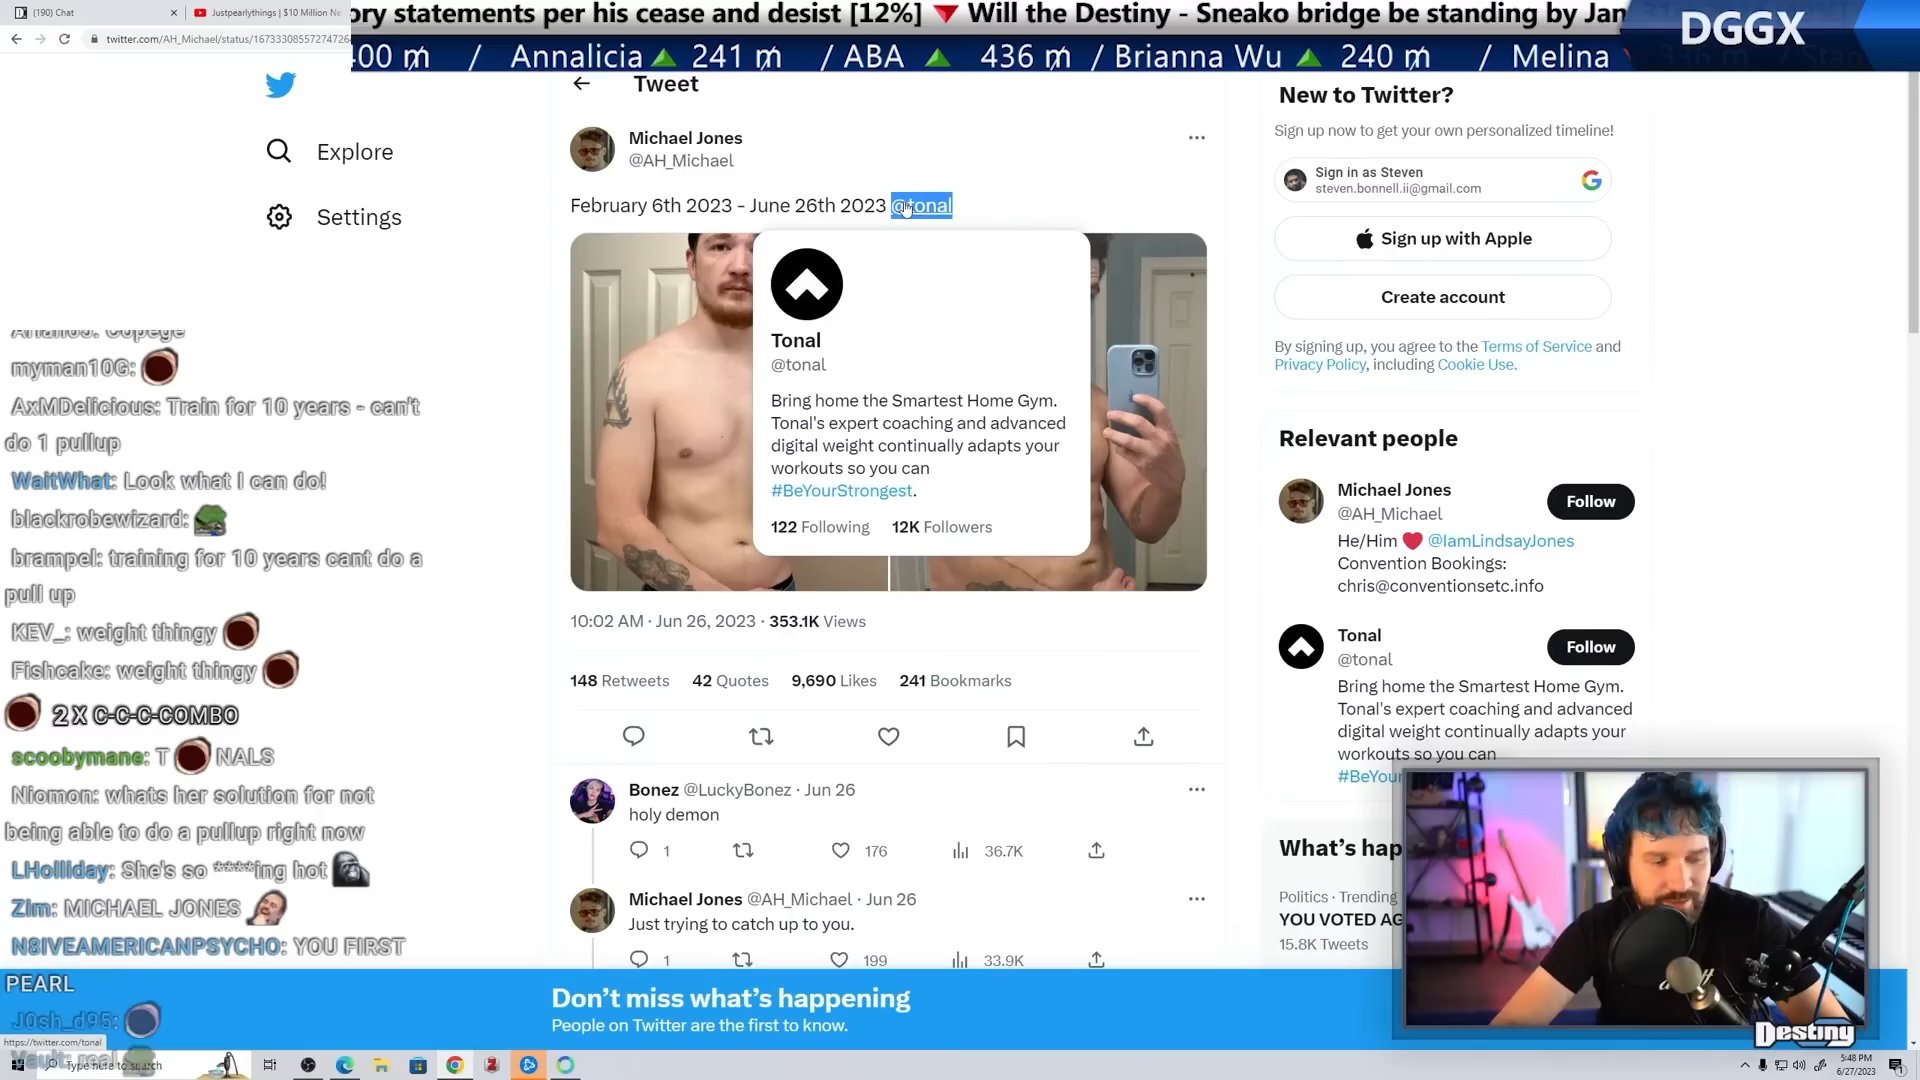 (190) Chat
Justpearlythings | $10 Million Ne
twitter.com/AH_Michael/status/1673330855727472
ory statements per his cease and desist [12%] ▼ Will the Destiny - Sneako bridge be standing by Jan
DGGX
400 ₥ / Annalicia ▲ 241 ₥ / ABA ▲ 436 ₥ / Brianna Wu ▲ 240 ₥ / Melina
Explore
Settings
myman10G:
AxMDelicious: Train for 10 years - can't
do 1 pullup
WaitWhat: Look what I can do!
blackrobewizard:
brampel: training for 10 years cant do a
pull up
KEV_: weight thingy
Fishcake: weight thingy
2 X C-C-C-COMBO
scoobymane: T NALS
Niomon: whats her solution for not
being able to do a pullup right now
LHolliday: She's so ****ing hot
Zim: MICHAEL JONES
N8IVEAMERICANPSYCHO: YOU FIRST
PEARL
J0sh_d95:
Vault: real
https://twitter.com/tonal
Type here to search
Tweet
Michael Jones
@AH_Michael
February 6th 2023 - June 26th 2023 @tonal
Tonal
@tonal
Bring home the Smartest Home Gym.
Tonal's expert coaching and advanced
digital weight continually adapts your
workouts so you can
#BeYourStrongest.
122 Following 12K Followers
10:02 AM · Jun 26, 2023 · 353.1K Views
148 Retweets 42 Quotes 9,690 Likes 241 Bookmarks
Bonez @LuckyBonez · Jun 26
holy demon
1 176 36.7K
Michael Jones @AH_Michael · Jun 26
Just trying to catch up to you.
1 199 33.9K
Don't miss what's happening
People on Twitter are the first to know.
New to Twitter?
Sign up now to get your own personalized timeline!
Sign in as Steven
steven.bonnell.ii@gmail.com
Sign up with Apple
Create account
By signing up, you agree to the Terms of Service and
Privacy Policy, including Cookie Use.
Relevant people
Michael Jones
@AH_Michael
Follow
He/Him ❤️ @IamLindsayJones
Convention Bookings:
chris@conventionsetc.info
Tonal
@tonal
Follow
Bring home the Smartest Home Gym.
Tonal's expert coaching and advanced
digital weight continually adapts your
workouts so you can
#BeYour
What's hap
Politics · Trending
YOU VOTED AG
15.8K Tweets
Destiny
5:48 PM
6/27/2023